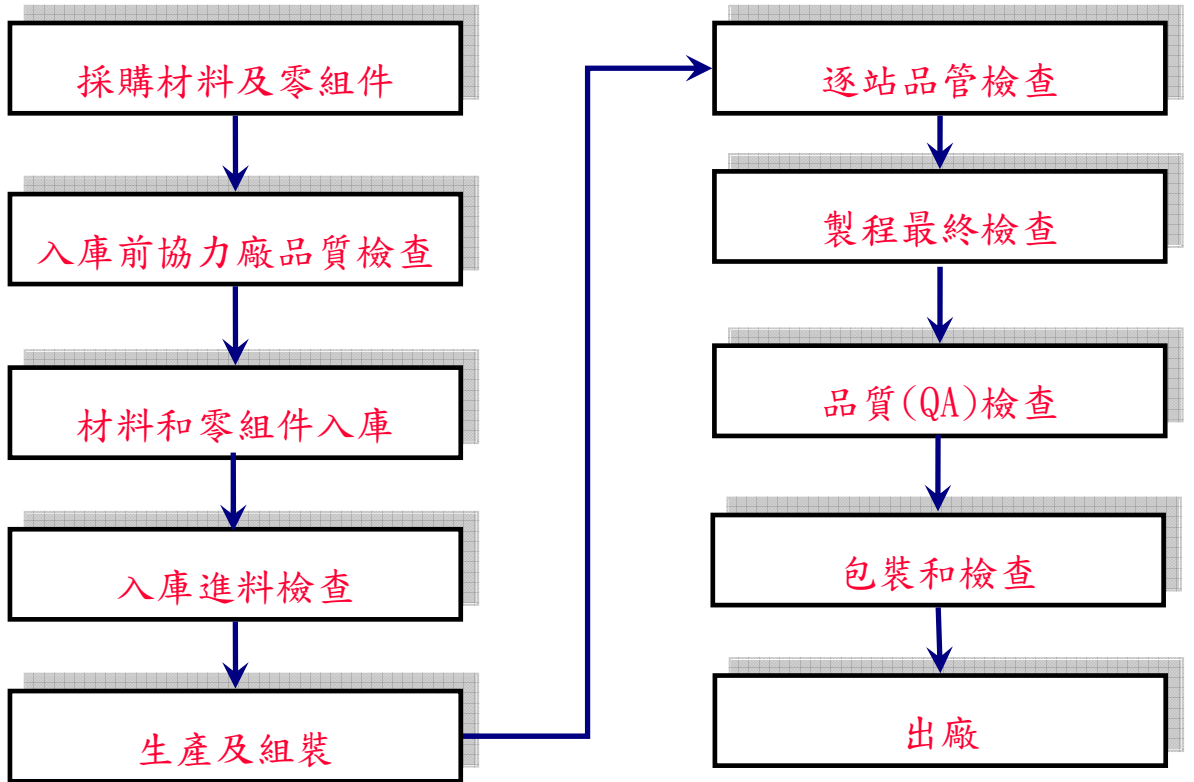 採購材料及零組件
入庫前協力廠品質檢查
材料和零組件入庫
入庫進料檢查
生產及組裝
逐站品管檢查
製程最終檢查
品質(QA)檢查
包裝和檢查
出廠